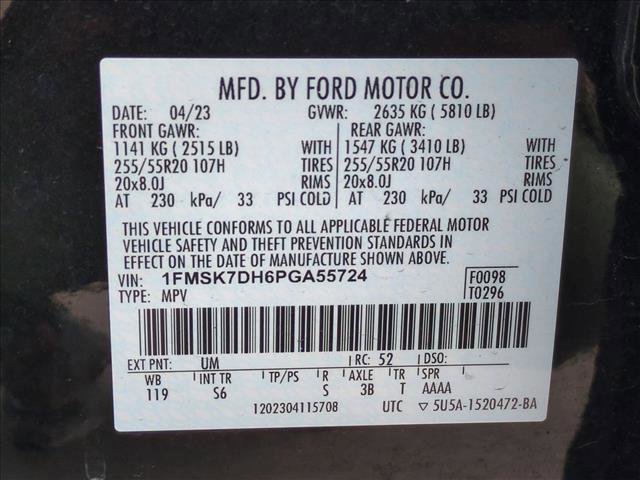 MFD. BY FORD MOTOR CO.
DATE: 04/23 GVWR: 2635 KG ( 5810 LB)
FRONT GAWR: REAR GAWR:
1141 KG ( 2515 LB) WITH 1547 KG ( 3410 LB) WITH
255/55R20 107H TIRES 255/55R20 107H TIRES
20x8.0J RIMS 20x8.0J RIMS
AT 230 kPa/ 33 PSI COLD AT 230 kPa/ 33 PSI COLD
THIS VEHICLE CONFORMS TO ALL APPLICABLE FEDERAL MOTOR
VEHICLE SAFETY AND THEFT PREVENTION STANDARDS IN
EFFECT ON THE DATE OF MANUFACTURE SHOWN ABOVE.
VIN: 1FMSK7DH6PGA55724 F0098
TYPE: MPV T0296
EXT PNT: UM RC: 52 DSO:
WB INT TR TP/PS R AXLE TR SPR
119 S6 S 3B T AAAA
1202304115708 UTC ▽ 5U5A-1520472-BA